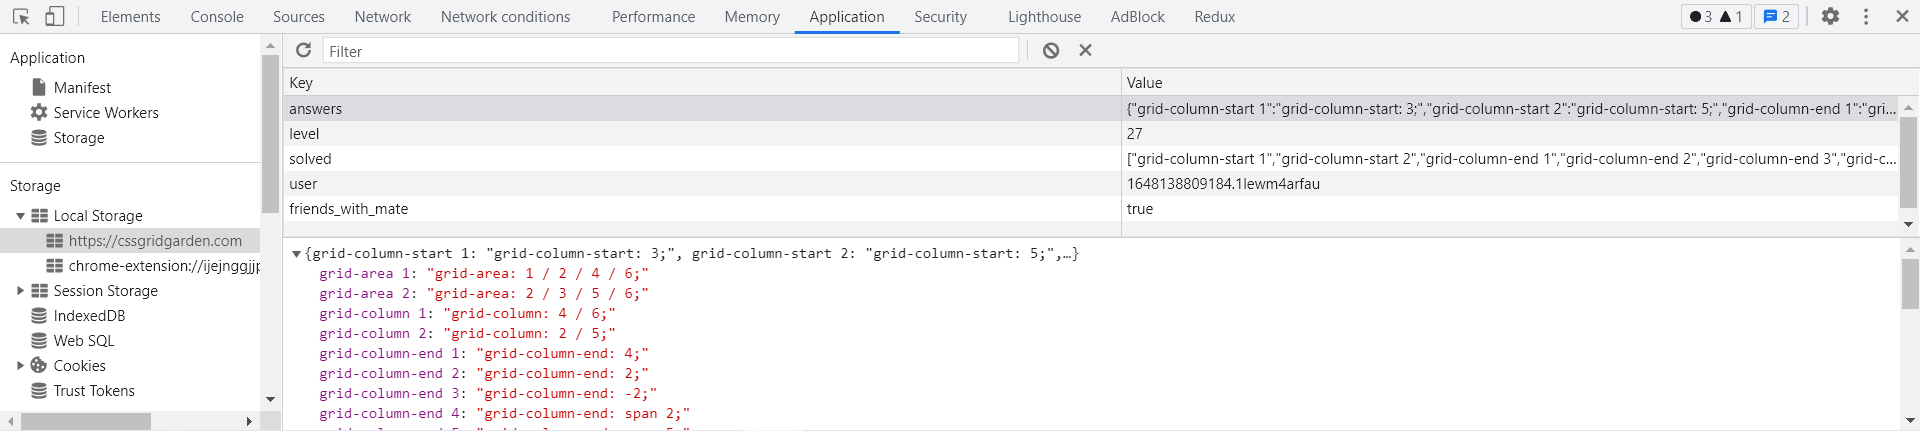 Elements Console Sources Network Network conditions Performance Memory Application Security Lighthouse AdBlock Redux 3 1 2
Application
Manifest
Service Workers
Storage
Storage
Local Storage
https://cssgridgarden.com
chrome-extension://ijejnggjjp
Session Storage
IndexedDB
Web SQL
Cookies
Trust Tokens
Filter
Key Value
answers {"grid-column-start 1":"grid-column-start: 3;","grid-column-start 2":"grid-column-start: 5;","grid-column-end 1":"gri...
level 27
solved ["grid-column-start 1","grid-column-start 2","grid-column-end 1","grid-column-end 2","grid-column-end 3","grid-c...
user 1648138809184.1lewm4arfau
friends_with_mate true
{grid-column-start 1: "grid-column-start: 3;", grid-column-start 2: "grid-column-start: 5;",…}
grid-area 1: "grid-area: 1 / 2 / 4 / 6;"
grid-area 2: "grid-area: 2 / 3 / 5 / 6;"
grid-column 1: "grid-column: 4 / 6;"
grid-column 2: "grid-column: 2 / 5;"
grid-column-end 1: "grid-column-end: 4;"
grid-column-end 2: "grid-column-end: 2;"
grid-column-end 3: "grid-column-end: -2;"
grid-column-end 4: "grid-column-end: span 2;"